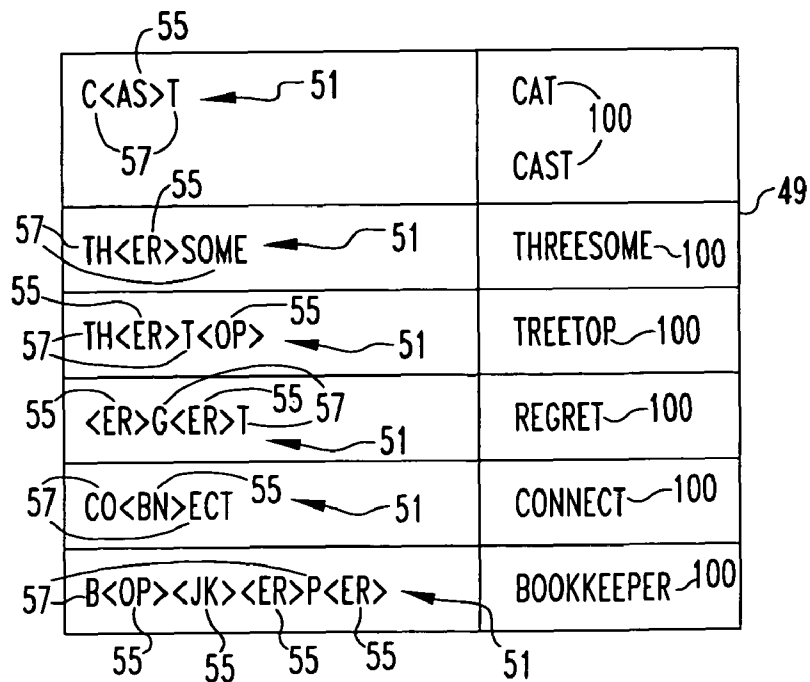 55
C<AS>T 51 CAT
57 100
CAST
55 49
57 TH<ER>SOME 51 THREESOME 100
55 55
57 TH<ER>T<OP> 51 TREETOP 100
55 <ER>G<ER>T 55 57 51 REGRET 100
57 CO<BN>ECT 55 51 CONNECT 100
57 B<OP><JK><ER>P<ER> BOOKKEEPER 100
55 55 55 55 51